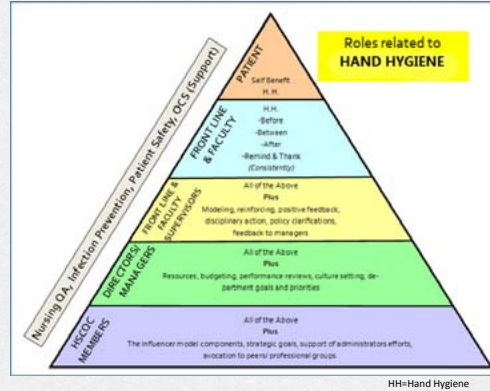 Roles related to
HAND HYGIENE
Nursing QA, Infection Prevention, Patient Safety, OCS (Support)
PATIENT
Self Benefit
H. H.
FRONT LINE
& FACULTY
H.H.
-Before
-Between
-After
-Remind & Thank
(Consistently)
FRONT LINE &
FACULTY
SUPERVISORS
All of the Above
Plus
Modeling, reinforcing, positive feedback,
disciplinary action, policy clarifications,
feedback to managers
DIRECTORS/
MANAGERS
All of the Above
Plus
Resources, budgeting, performance reviews, culture setting, de-
partment goals and priorities
HSCQC
MEMBERS
All of the Above
Plus
The Influencer model components, strategic goals, support of administrators efforts,
avocation to peers/ professional groups
HH=Hand Hygiene